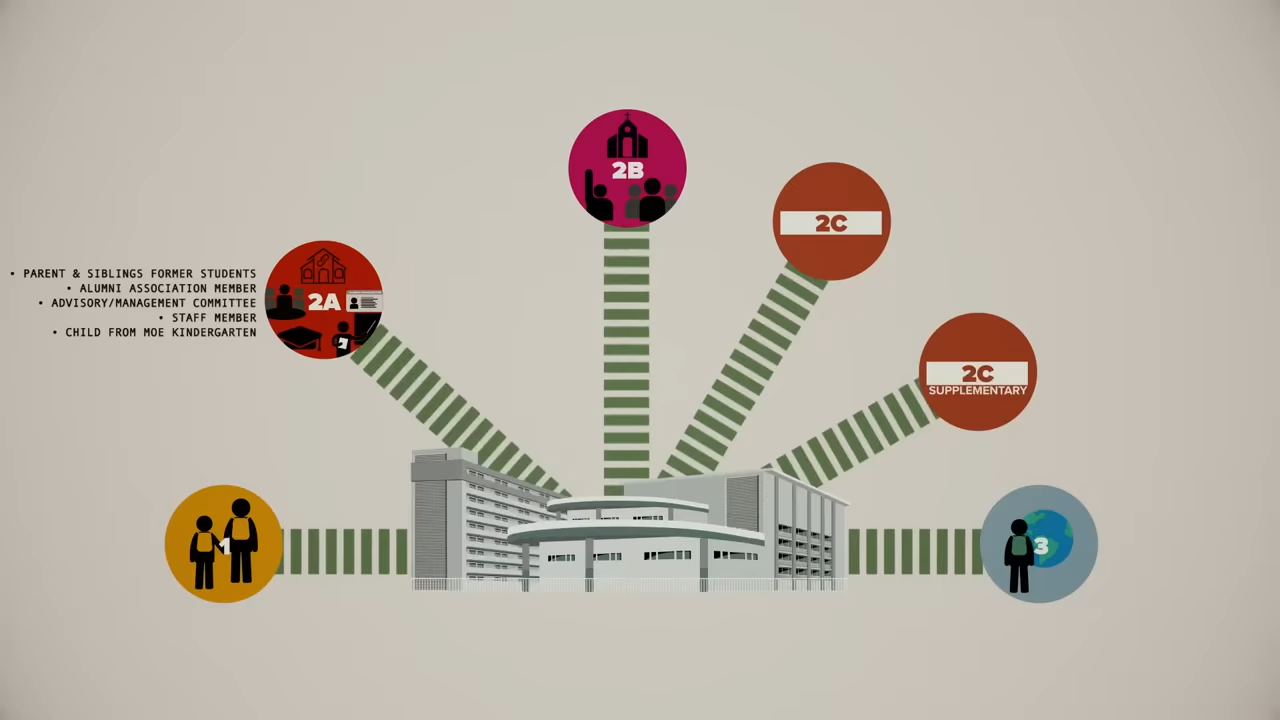 2B
2C
• PARENT & SIBLINGS FORMER STUDENTS
• ALUMNI ASSOCIATION MEMBER
• ADVISORY/MANAGEMENT COMMITTEE
• STAFF MEMBER
• CHILD FROM MOE KINDERGARTEN
2A
2C
SUPPLEMENTARY
1
3